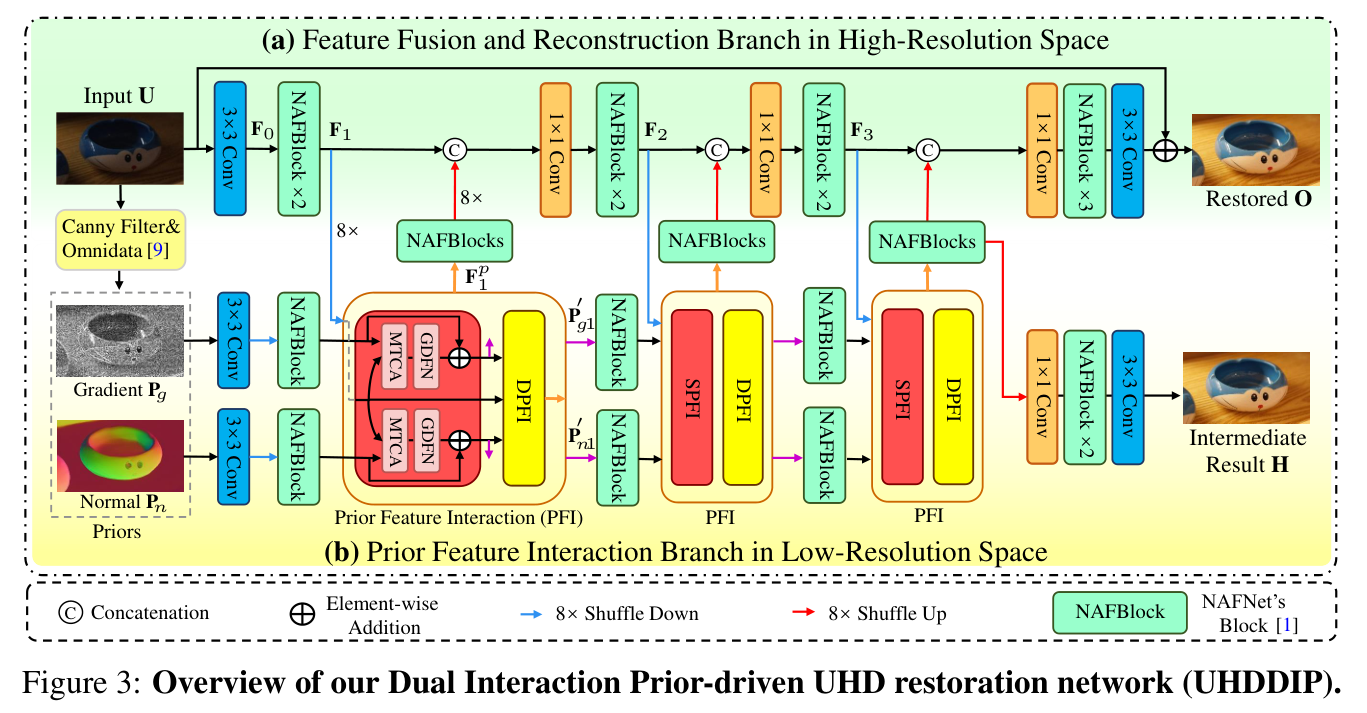 (a) Feature Fusion and Reconstruction Branch in High-Resolution Space
Input U
3×3 Conv
F0
NAFBlock ×2
F1
C
1×1 Conv
NAFBlock ×2
F2
C
1×1 Conv
NAFBlock ×2
F3
C
1×1 Conv
NAFBlock ×3
3×3 Conv
Restored O
Canny Filter&
Omnidata [9]
8×
8×
NAFBlocks
NAFBlocks
NAFBlocks
F1^p
Gradient Pg
3×3 Conv
NAFBlock
MTCA
GDFN
DPFI
P′g1
NAFBlock
SPFI
DPFI
NAFBlock
SPFI
DPFI
1×1 Conv
NAFBlock ×2
3×3 Conv
Intermediate
Result H
Normal Pn
3×3 Conv
NAFBlock
MTCA
GDFN
P′n1
NAFBlock
NAFBlock
Priors
Prior Feature Interaction (PFI)
PFI
PFI
(b) Prior Feature Interaction Branch in Low-Resolution Space
C Concatenation
Element-wise
Addition
8× Shuffle Down
8× Shuffle Up
NAFBlock
NAFNet's
Block [1]
Figure 3: Overview of our Dual Interaction Prior-driven UHD restoration network (UHDDIP).